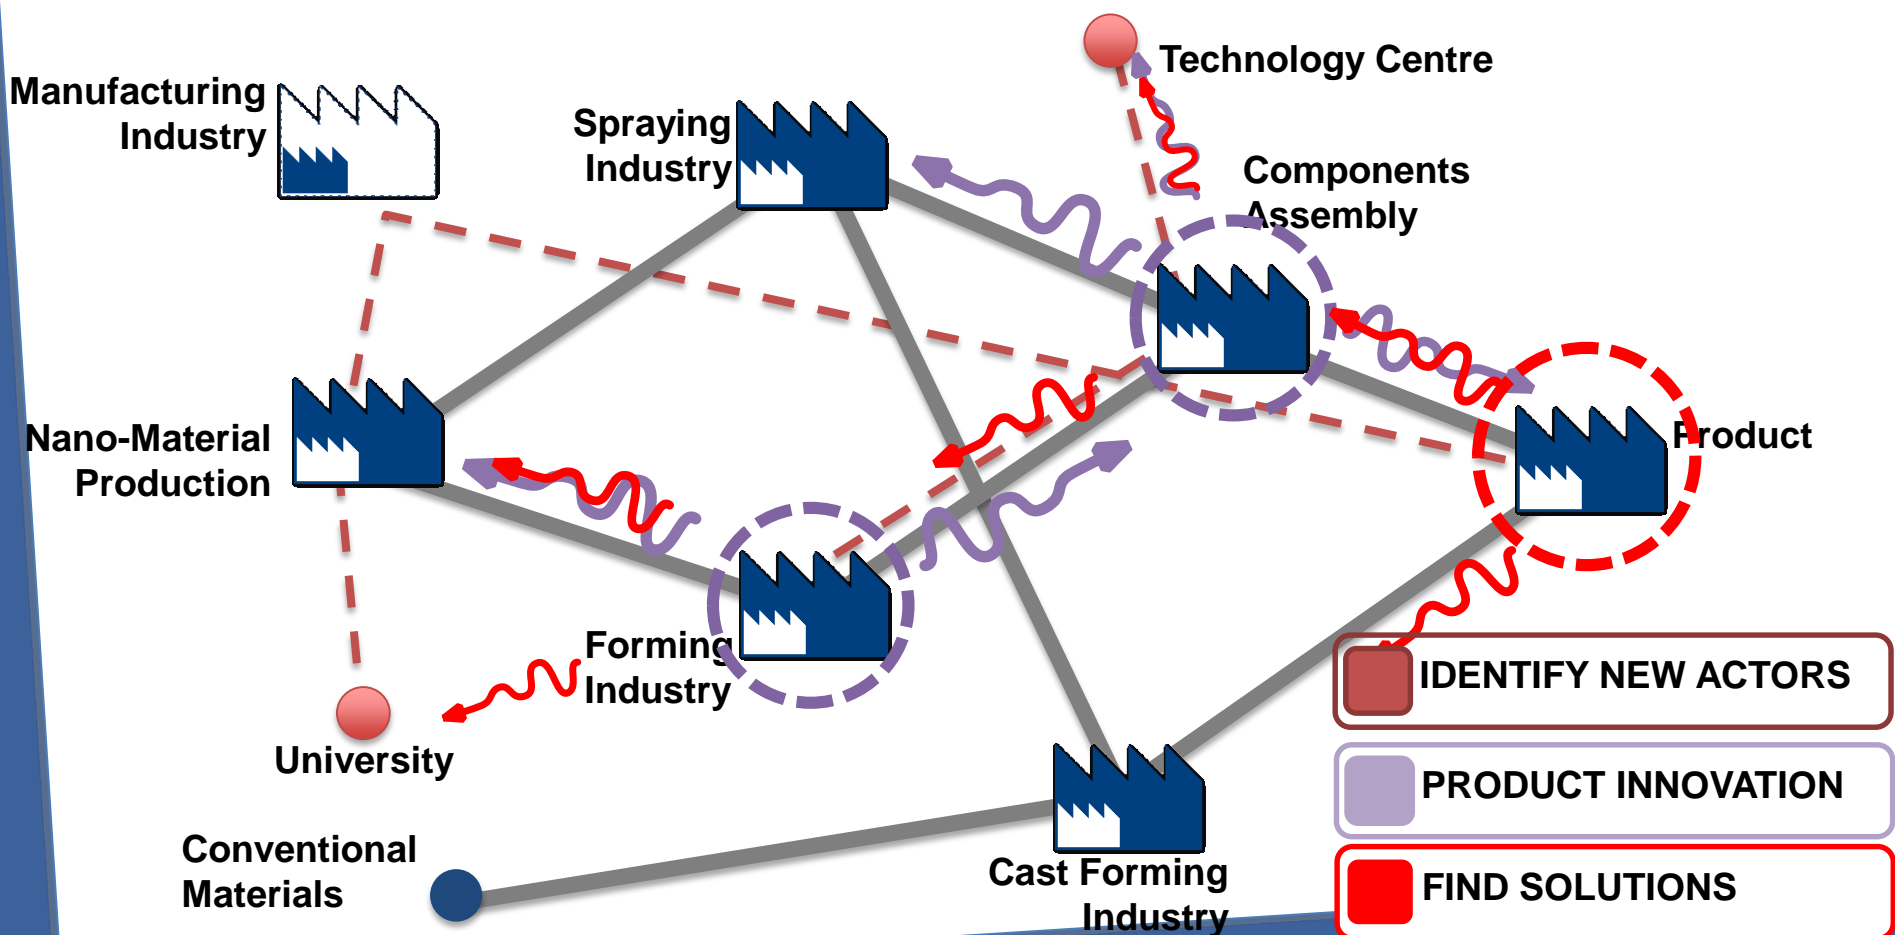 Technology Centre
Manufacturing
Industry
Spraying
Industry
Components
Assembly
Nano-Material
Production
Product
Forming
Industry
University
Conventional
Materials
Cast Forming
Industry
IDENTIFY NEW ACTORS
PRODUCT INNOVATION
FIND SOLUTIONS